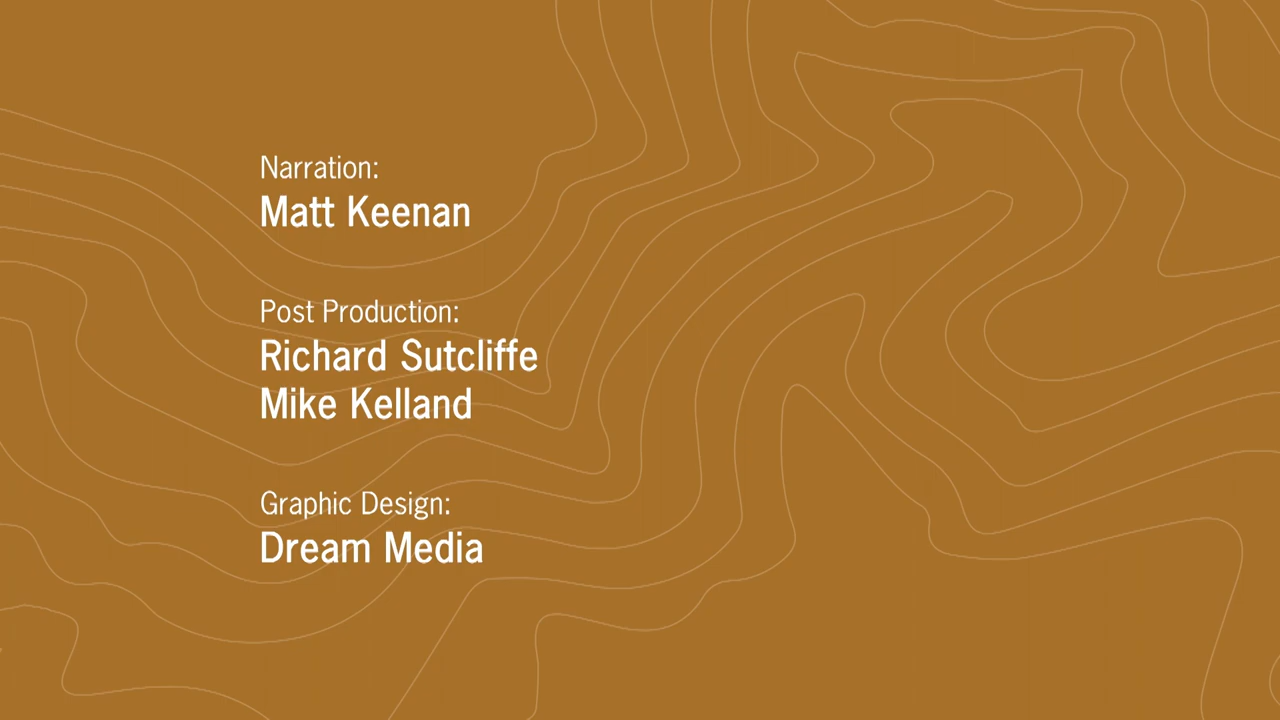 Narration:
Matt Keenan
Post Production:
Richard Sutcliffe
Mike Kelland
Graphic Design:
Dream Media